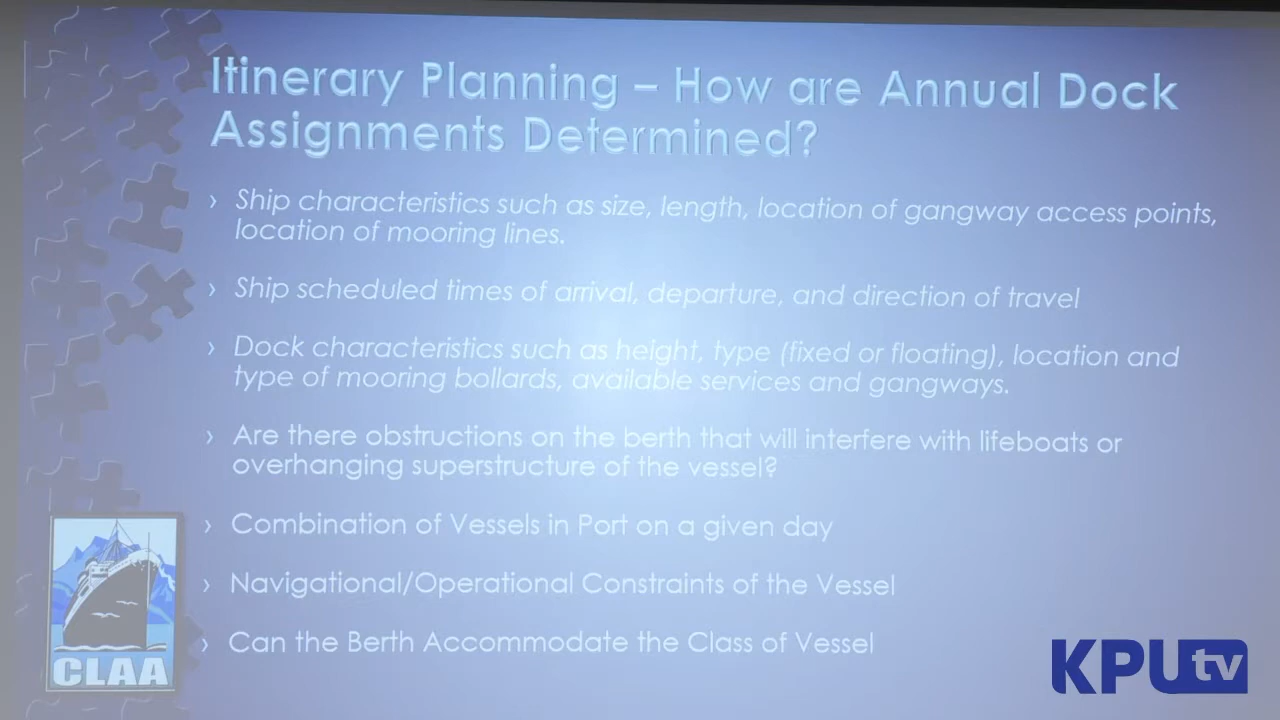 Itinerary Planning – How are Annual Dock
Assignments Determined?
› Ship characteristics such as size, length, location of gangway access points,
location of mooring lines.
› Ship scheduled times of arrival, departure, and direction of travel
› Dock characteristics such as height, type (fixed or floating), location and
type of mooring bollards, available services and gangways.
› Are there obstructions on the berth that will interfere with lifeboats or
overhanging superstructure of the vessel?
› Combination of Vessels in Port on a given day
› Navigational/Operational Constraints of the Vessel
› Can the Berth Accommodate the Class of Vessel
CLAA
KPUtv